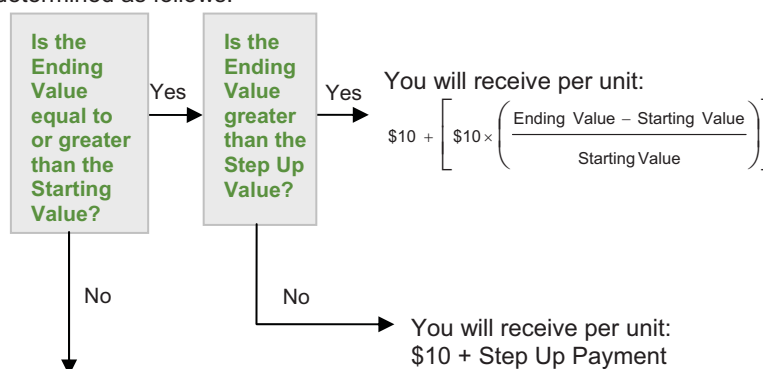 determined as follows:
Is the
Ending
Value
equal to
or greater
than the
Starting
Value?
Yes
Is the
Ending
Value
greater
than the
Step Up
Value?
Yes
You will receive per unit:
$10 + [ $10 × ( Ending Value – Starting Value / Starting Value ) ]
No
No
You will receive per unit:
$10 + Step Up Payment